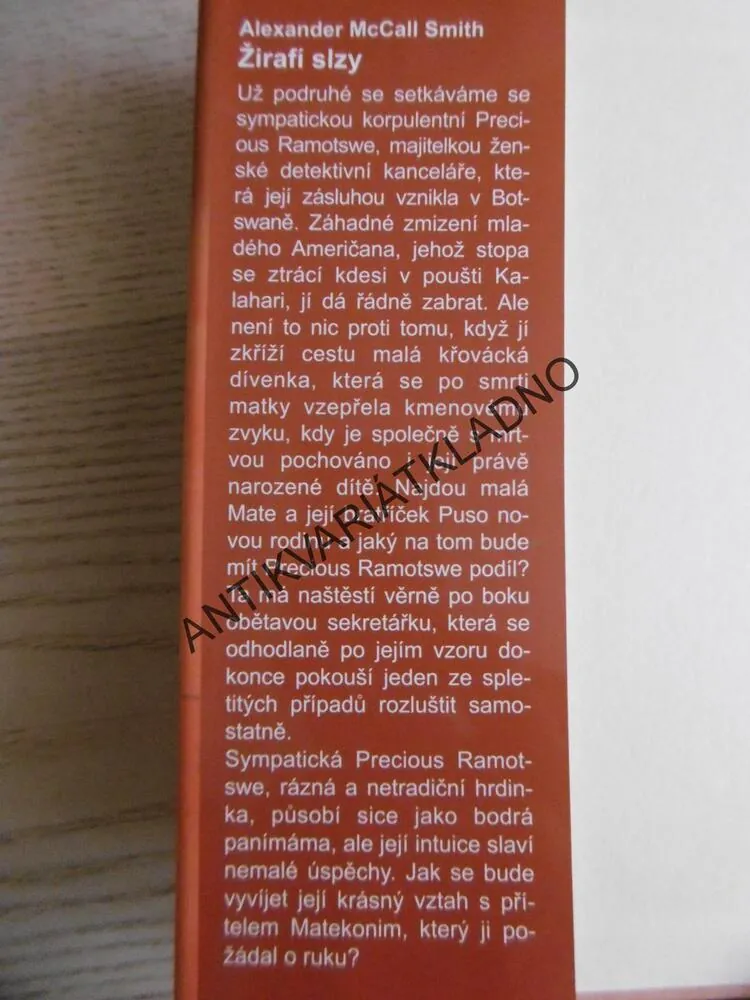 Alexander McCall Smith
Žirafí slzy
Už podruhé se setkáváme se
sympatickou korpulentní Preci-
ous Ramotswe, majitelkou žen-
ské detektivní kanceláře, kte-
rá její zásluhou vznikla v Bot-
swaně. Záhadné zmizení mla-
dého Američana, jehož stopa
se ztrácí kdesi v poušti Ka-
lahari, jí dá řádně zabrat. Ale
není to nic proti tomu, když jí
zkříží cestu malá křovácká
dívenka, která se po smrti
matky vzepřela kmenovému
zvyku, kdy je společně s mrt-
vou pochováno i její právě
narozené dítě. Najdou malá
Mate a její bratříček Puso no-
vou rodinu a jaký na tom bude
mít Precious Ramotswe podíl?
Ta má naštěstí věrně po boku
obětavou sekretářku, která se
odhodlaně po jejím vzoru do-
konce pokouší jeden ze sple-
titých případů rozluštit samo-
statně.
Sympatická Precious Ramot-
swe, rázná a netradiční hrdin-
ka, působí sice jako bodrá
panímáma, ale její intuice slaví
nemalé úspěchy. Jak se bude
vyvíjet její krásný vztah s pří-
telem Matekonim, který ji po-
žádal o ruku?
ANTIKVARIÁTKLADNO